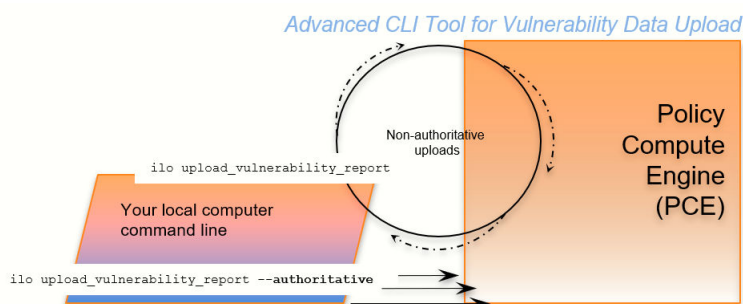 Advanced CLI Tool for Vulnerability Data Upload
Non-authoritative
uploads
Policy
Compute
Engine
(PCE)
ilo upload_vulnerability_report
Your local computer
command line
ilo upload_vulnerability_report --authoritative